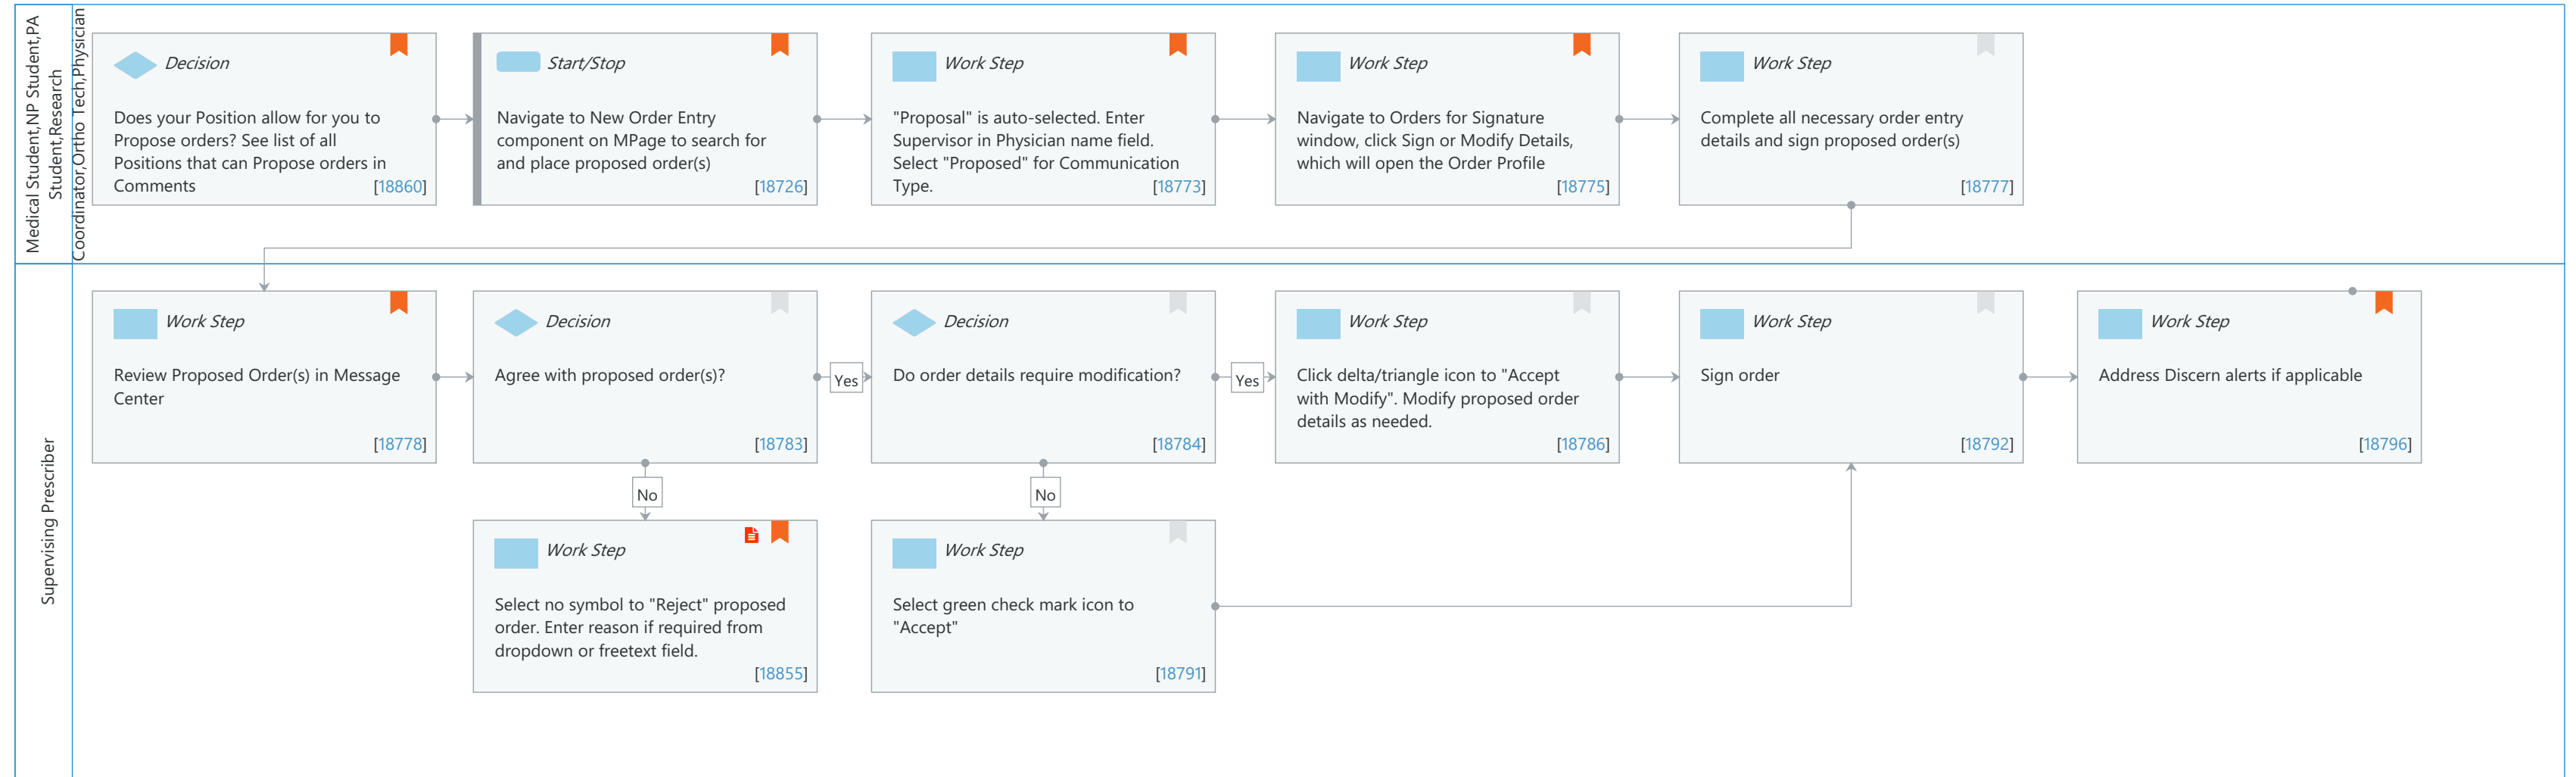 Medical Student,NP Student,PA
Student,Research
Coordinator,Ortho Tech,Physician
Decision
Does your Position allow for you to
Propose orders? See list of all
Positions that can Propose orders in
Comments
[18860]
Start/Stop
Navigate to New Order Entry
component on MPage to search for
and place proposed order(s)
[18726]
Work Step
"Proposal" is auto-selected. Enter
Supervisor in Physician name field.
Select "Proposed" for Communication
Type.
[18773]
Work Step
Navigate to Orders for Signature
window, click Sign or Modify Details,
which will open the Order Profile
[18775]
Work Step
Complete all necessary order entry
details and sign proposed order(s)
[18777]
Supervising Prescriber
Work Step
Review Proposed Order(s) in Message
Center
[18778]
Decision
Agree with proposed order(s)?
[18783]
Yes
Decision
Do order details require modification?
[18784]
Yes
Work Step
Click delta/triangle icon to "Accept
with Modify". Modify proposed order
details as needed.
[18786]
Work Step
Sign order
[18792]
Work Step
Address Discern alerts if applicable
[18796]
No
No
Work Step
Select no symbol to "Reject" proposed
order. Enter reason if required from
dropdown or freetext field.
[18855]
Work Step
Select green check mark icon to
"Accept"
[18791]